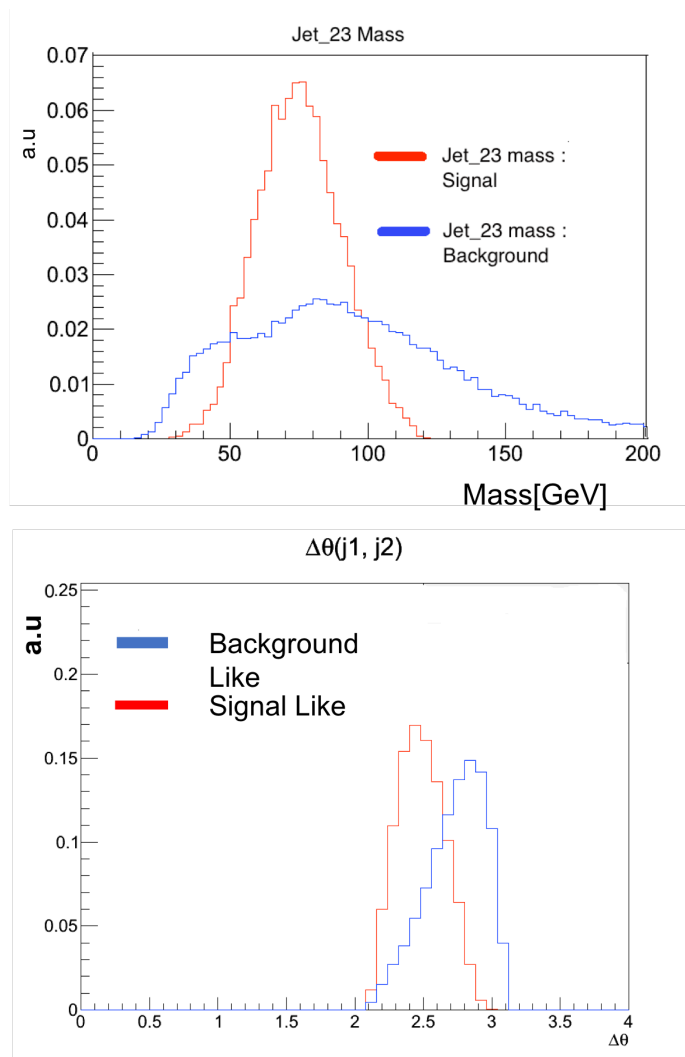 Jet_23 Mass
0.07
0.06
0.05
0.04
0.03
0.02
0.01
0
a.u
Jet_23 mass :
Signal
Jet_23 mass :
Background
0 50 100 150 200
Mass[GeV]
Δθ(j1, j2)
0.25
0.2
0.15
0.1
0.05
0
a.u
Background
Like
Signal Like
0 0.5 1 1.5 2 2.5 3 3.5 4
Δθ